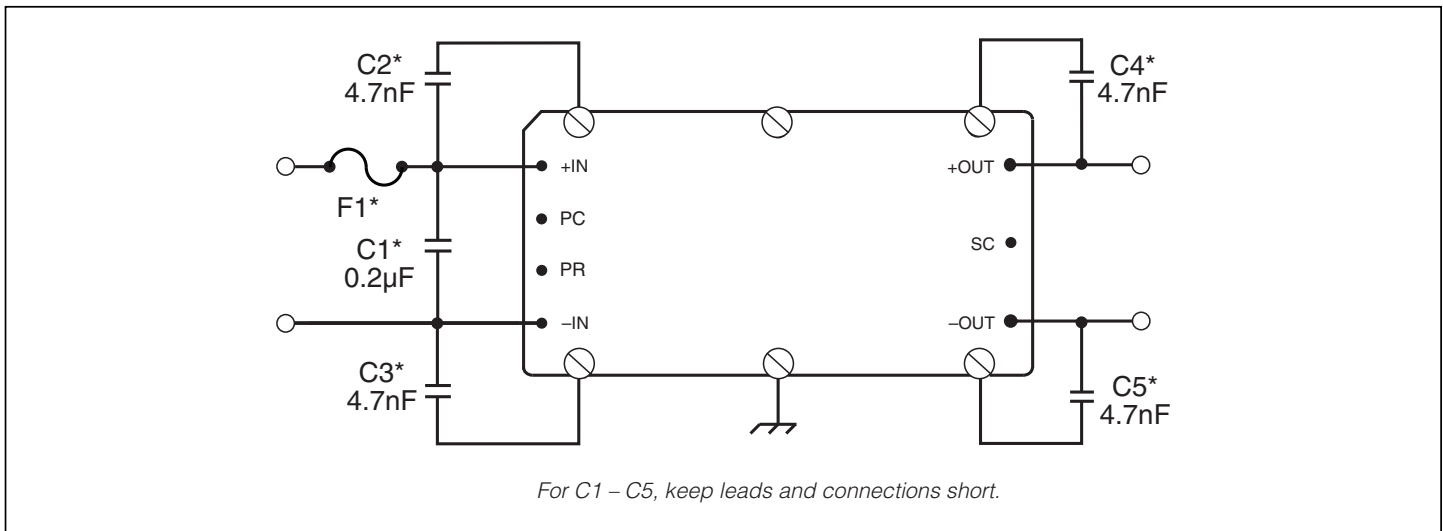 C2*
4.7nF
C4*
4.7nF
+IN
+OUT
F1*
PC
C1*
0.2µF
SC
PR
–IN
–OUT
C3*
4.7nF
C5*
4.7nF
For C1 – C5, keep leads and connections short.